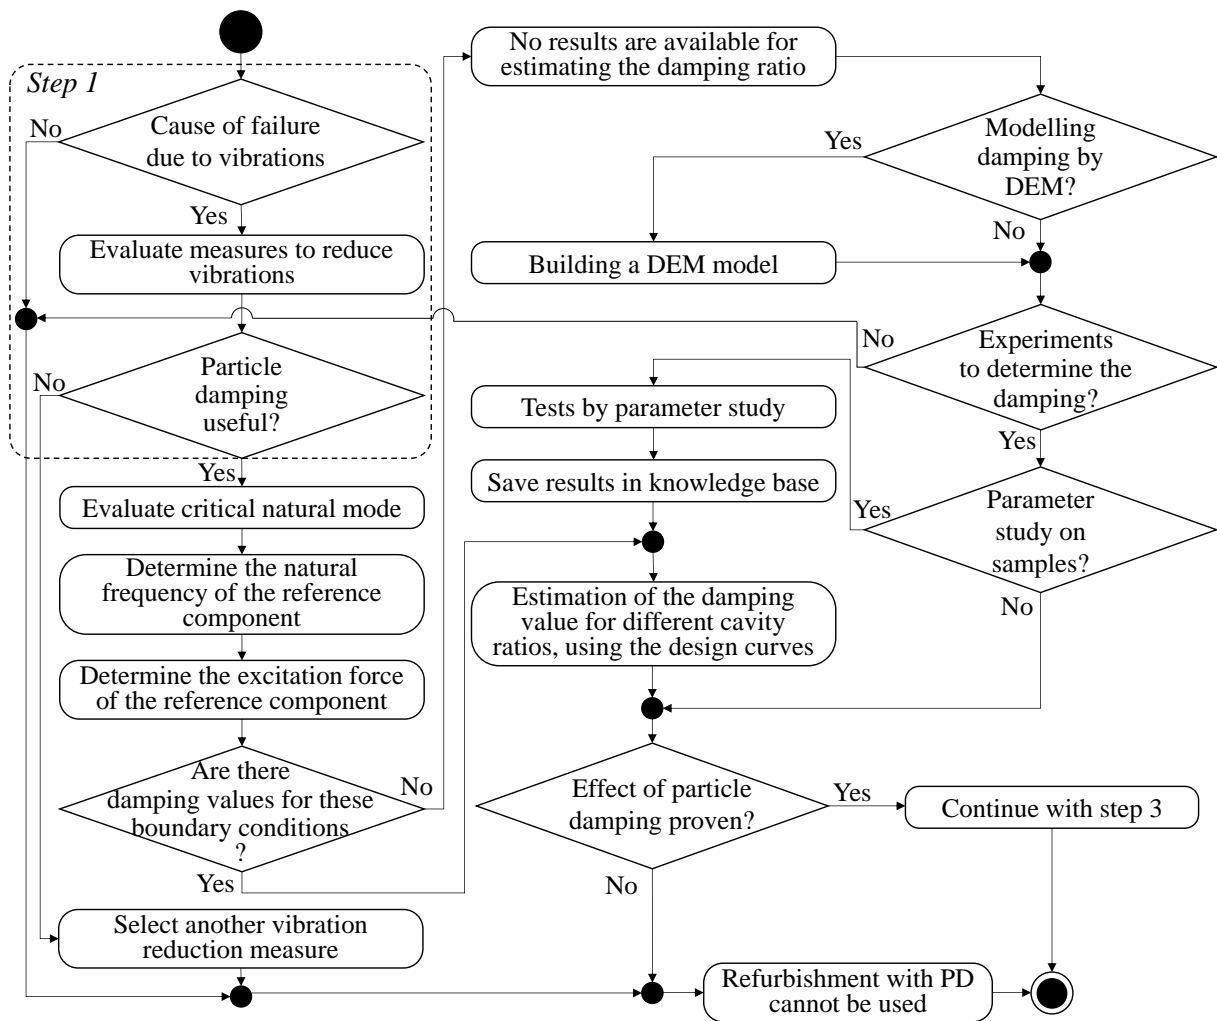 Step 1
Cause of failure
due to vibrations
No
Yes
Evaluate measures to reduce
vibrations
Particle
damping
useful?
No
Yes
Evaluate critical natural mode
Determine the natural
frequency of the reference
component
Determine the excitation force
of the reference component
Are there
damping values for these
boundary conditions
?
No
Yes
Select another vibration
reduction measure
No results are available for
estimating the damping ratio
Modelling
damping by
DEM?
Yes
No
Building a DEM model
Experiments
to determine the
damping?
No
Yes
Parameter
study on
samples?
Yes
No
Tests by parameter study
Save results in knowledge base
Estimation of the damping
value for different cavity
ratios, using the design curves
Effect of particle
damping proven?
Yes
No
Continue with step 3
Refurbishment with PD
cannot be used